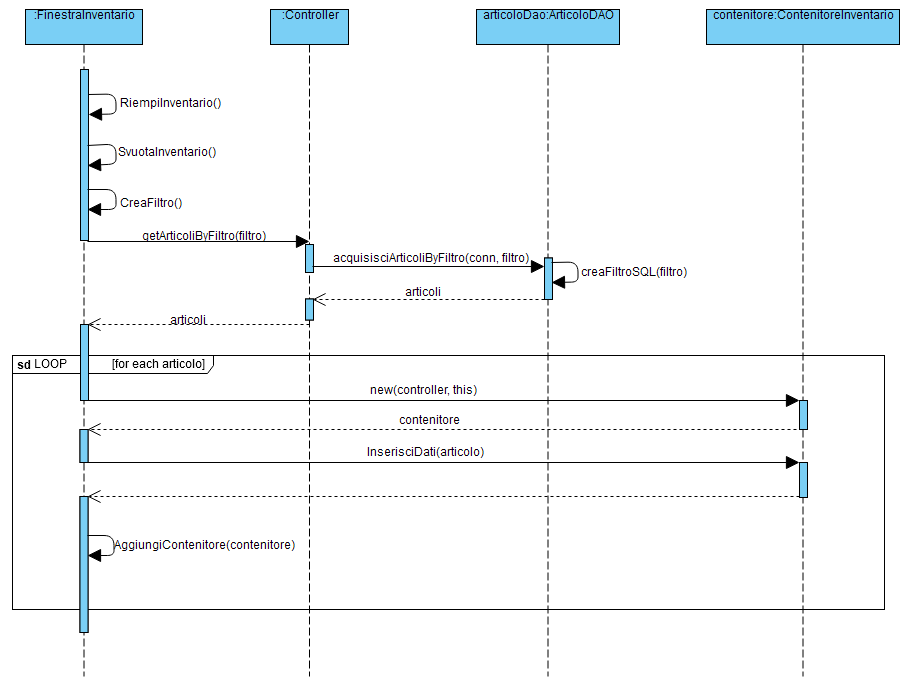 :FinestraInventario
:Controller
articoloDao:ArticoloDAO
contenitore:ContenitoreInventario
RiempiInventario()
SvuotaInventario()
CreaFiltro()
getArticoliByFiltro(filtro)
acquisisciArticoliByFiltro(conn, filtro)
creaFiltroSQL(filtro)
articoli
articoli
sd LOOP [for each articolo]
new(controller, this)
contenitore
InserisciDati(articolo)
AggiungiContenitore(contenitore)